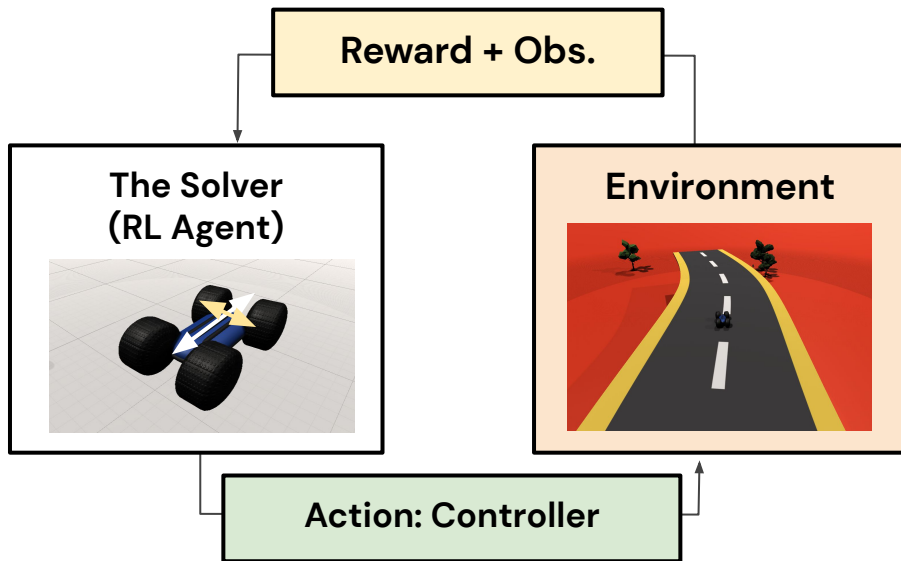 Reward + Obs.
The Solver
(RL Agent)
Environment
Action: Controller